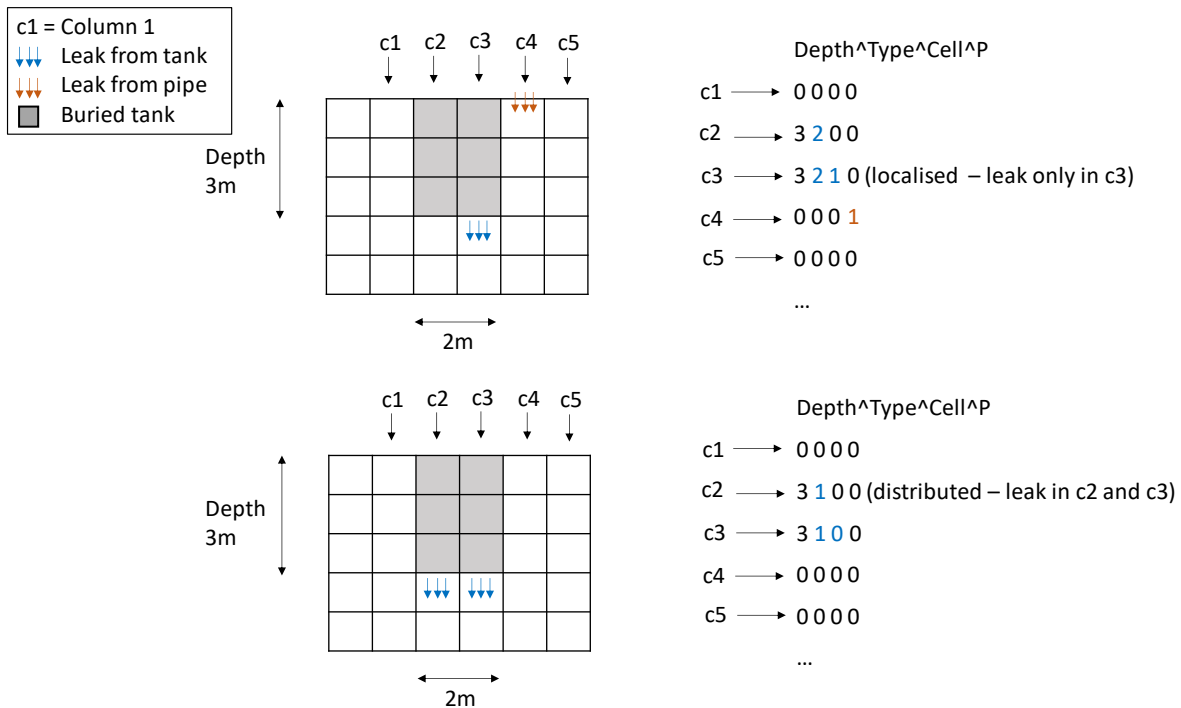 c1 = Column 1
Leak from tank
Leak from pipe
Buried tank
c1 c2 c3 c4 c5
Depth
3m
2m
Depth^Type^Cell^P
c1 0 0 0 0
c2 3 2 0 0
c3 3 2 1 0 (localised – leak only in c3)
c4 0 0 0 1
c5 0 0 0 0
...
c1 c2 c3 c4 c5
Depth
3m
2m
Depth^Type^Cell^P
c1 0 0 0 0
c2 3 1 0 0 (distributed – leak in c2 and c3)
c3 3 1 0 0
c4 0 0 0 0
c5 0 0 0 0
...